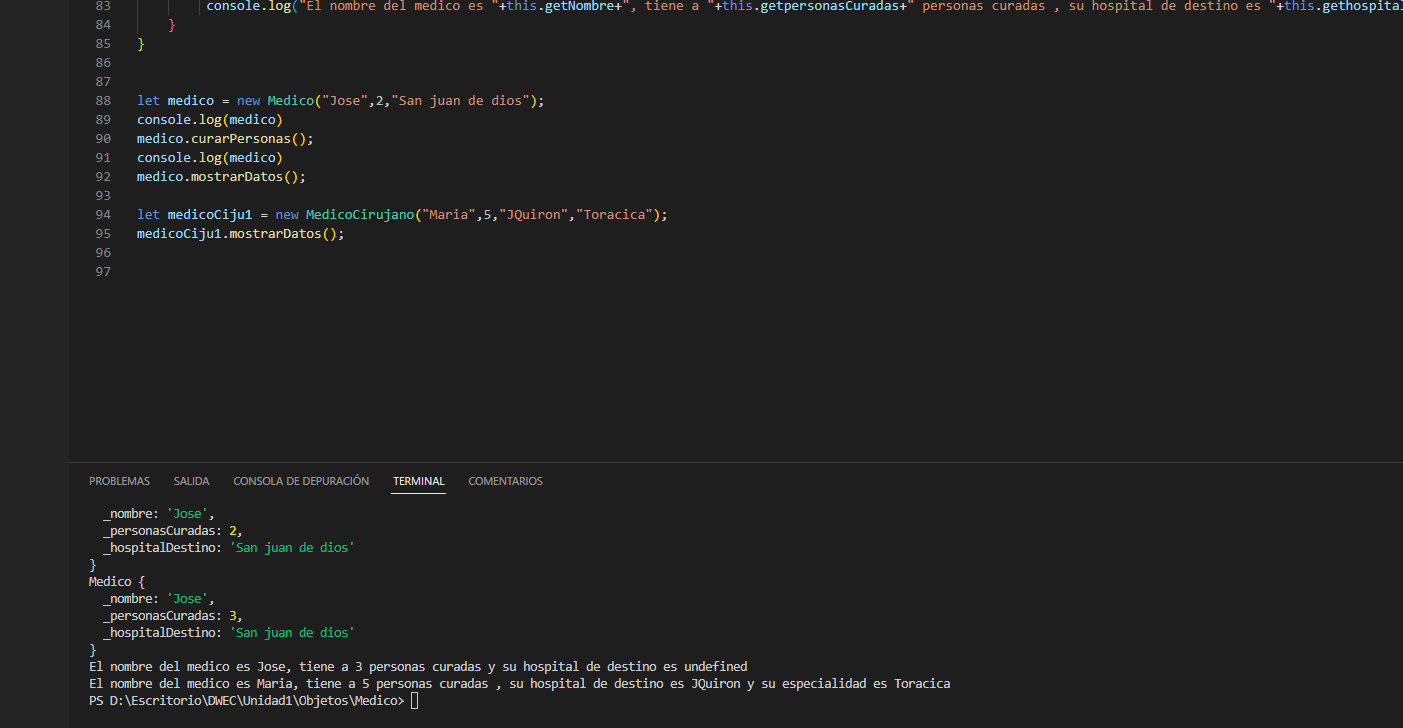 83 console.log("El nombre del medico es "+this.getNombre+", tiene a "+this.getpersonasCuradas+" personas curadas , su hospital de destino es "+this.gethospital
84 }
85 }
86
87
88 let medico = new Medico("Jose",2,"San juan de dios");
89 console.log(medico)
90 medico.curarPersonas();
91 console.log(medico)
92 medico.mostrarDatos();
93
94 let medicoCiju1 = new MedicoCirujano("Maria",5,"JQuiron","Toracica");
95 medicoCiju1.mostrarDatos();
96
97
PROBLEMAS SALIDA CONSOLA DE DEPURACIÓN TERMINAL COMENTARIOS
_nombre: 'Jose',
_personasCuradas: 2,
_hospitalDestino: 'San juan de dios'
}
Medico {
_nombre: 'Jose',
_personasCuradas: 3,
_hospitalDestino: 'San juan de dios'
}
El nombre del medico es Jose, tiene a 3 personas curadas y su hospital de destino es undefined
El nombre del medico es Maria, tiene a 5 personas curadas , su hospital de destino es JQuiron y su especialidad es Toracica
PS D:\Escritorio\DWEC\Unidad1\Objetos\Medico>